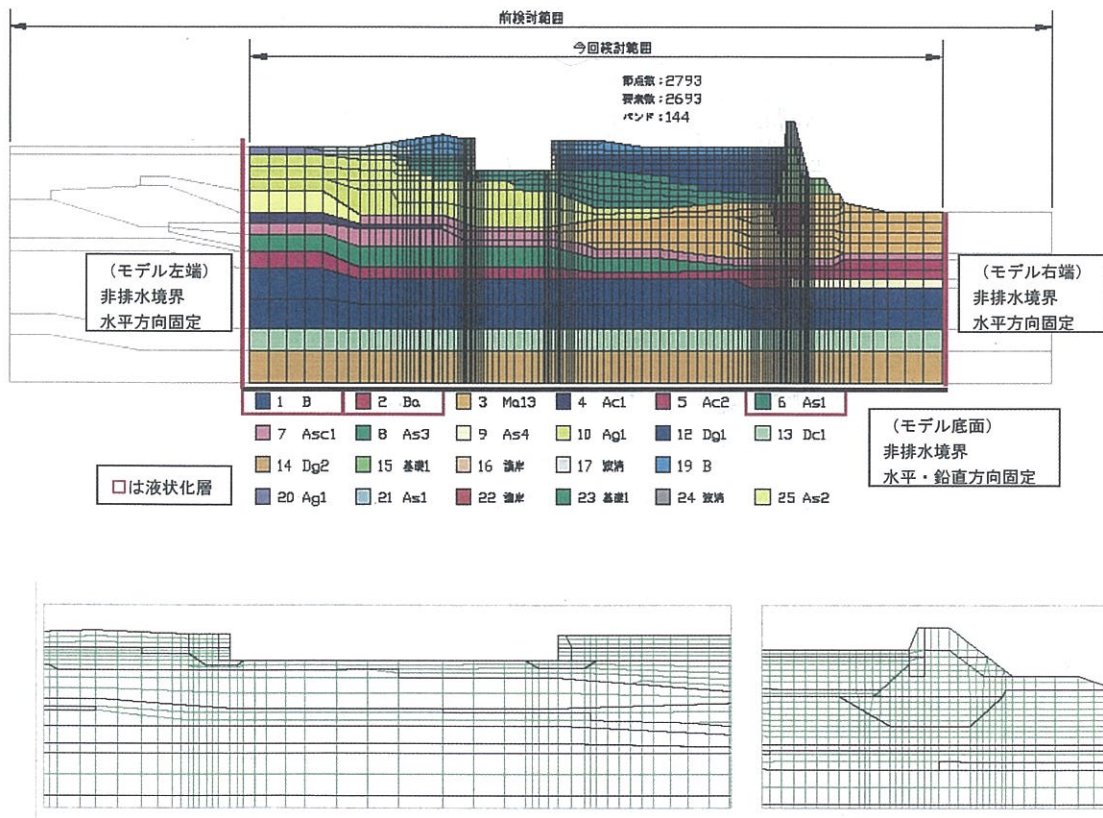 前検討範囲
今回検討範囲
節点数:2793
要素数:2693
バンド:144
(モデル左端)
非排水境界
水平方向固定
(モデル右端)
非排水境界
水平方向固定
1 B
2 Ba
3 Ma13
4 Ac1
5 Ac2
6 As1
7 Asc1
8 As3
9 As4
10 Ag1
12 Dg1
13 Dc1
14 Dg2
15 基礎1
16 護岸
17 波消
19 B
20 Ag1
21 As1
22 護岸
23 基礎1
24 波消
25 As2
□は液状化層
(モデル底面)
非排水境界
水平・鉛直方向固定